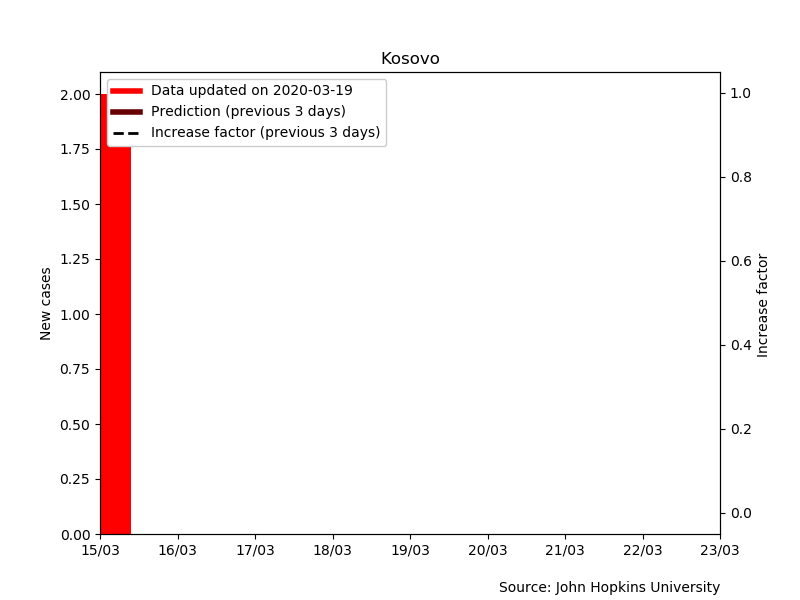 Kosovo
Data updated on 2020-03-19
Prediction (previous 3 days)
Increase factor (previous 3 days)
2.00
1.75
1.50
1.25
1.00
0.75
0.50
0.25
0.00
New cases
1.0
0.8
0.6
0.4
0.2
0.0
Increase factor
15/03 16/03 17/03 18/03 19/03 20/03 21/03 22/03 23/03
Source: John Hopkins University